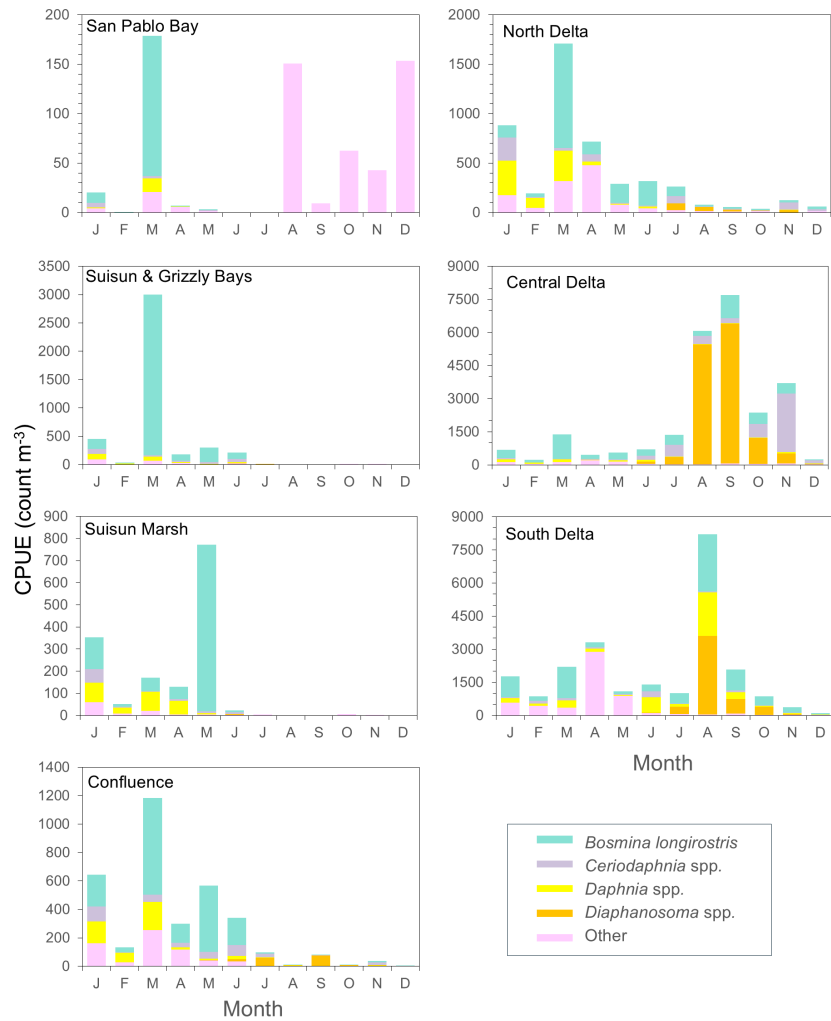 San Pablo Bay
200
150
100
50
0
J F M A M J J A S O N D
North Delta
2000
1500
1000
500
0
J F M A M J J A S O N D
Suisun & Grizzly Bays
3500
3000
2500
2000
1500
1000
500
0
J F M A M J J A S O N D
Central Delta
9000
7500
6000
4500
3000
1500
0
J F M A M J J A S O N D
CPUE (count m-3)
Suisun Marsh
900
800
700
600
500
400
300
200
100
0
J F M A M J J A S O N D
South Delta
9000
7500
6000
4500
3000
1500
0
J F M A M J J A S O N D
Month
Confluence
1400
1200
1000
800
600
400
200
0
J F M A M J J A S O N D
Month
Bosmina longirostris
Ceriodaphnia spp.
Daphnia spp.
Diaphanosoma spp.
Other